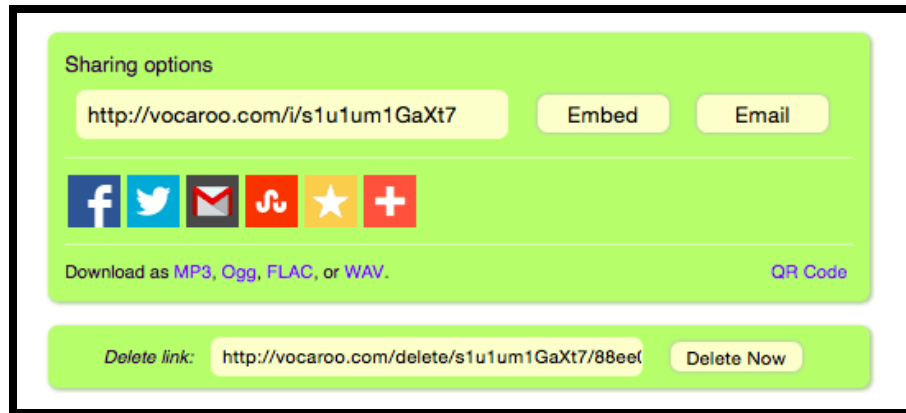 Sharing options
http://vocaroo.com/i/s1u1um1GaXt7 Embed Email
Download as MP3, Ogg, FLAC, or WAV. QR Code
Delete link: http://vocaroo.com/delete/s1u1um1GaXt7/88ee Delete Now